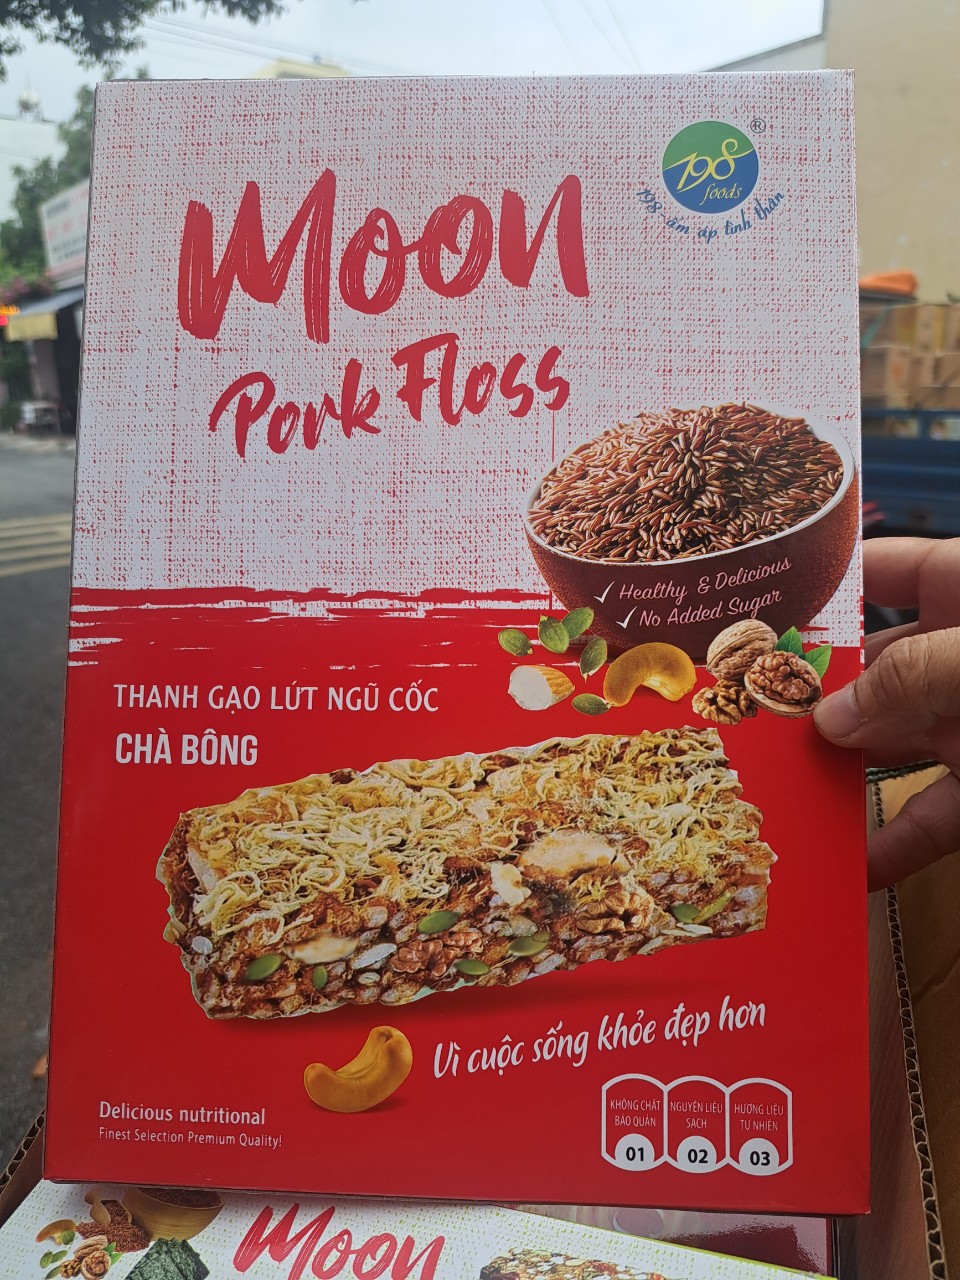 198
foods
®
198 - ấm áp tình thân
Moon
Pork Floss
✓ Healthy & Delicious
✓ No Added Sugar
THANH GẠO LỨT NGŨ CỐC
CHÀ BÔNG
Vì cuộc sống khỏe đẹp hơn
Delicious nutritional
Finest Selection Premium Quality!
KHÔNG CHẤT
BẢO QUẢN
01
NGUYÊN LIỆU
SẠCH
02
HƯƠNG LIỆU
TỰ NHIÊN
03
Moon